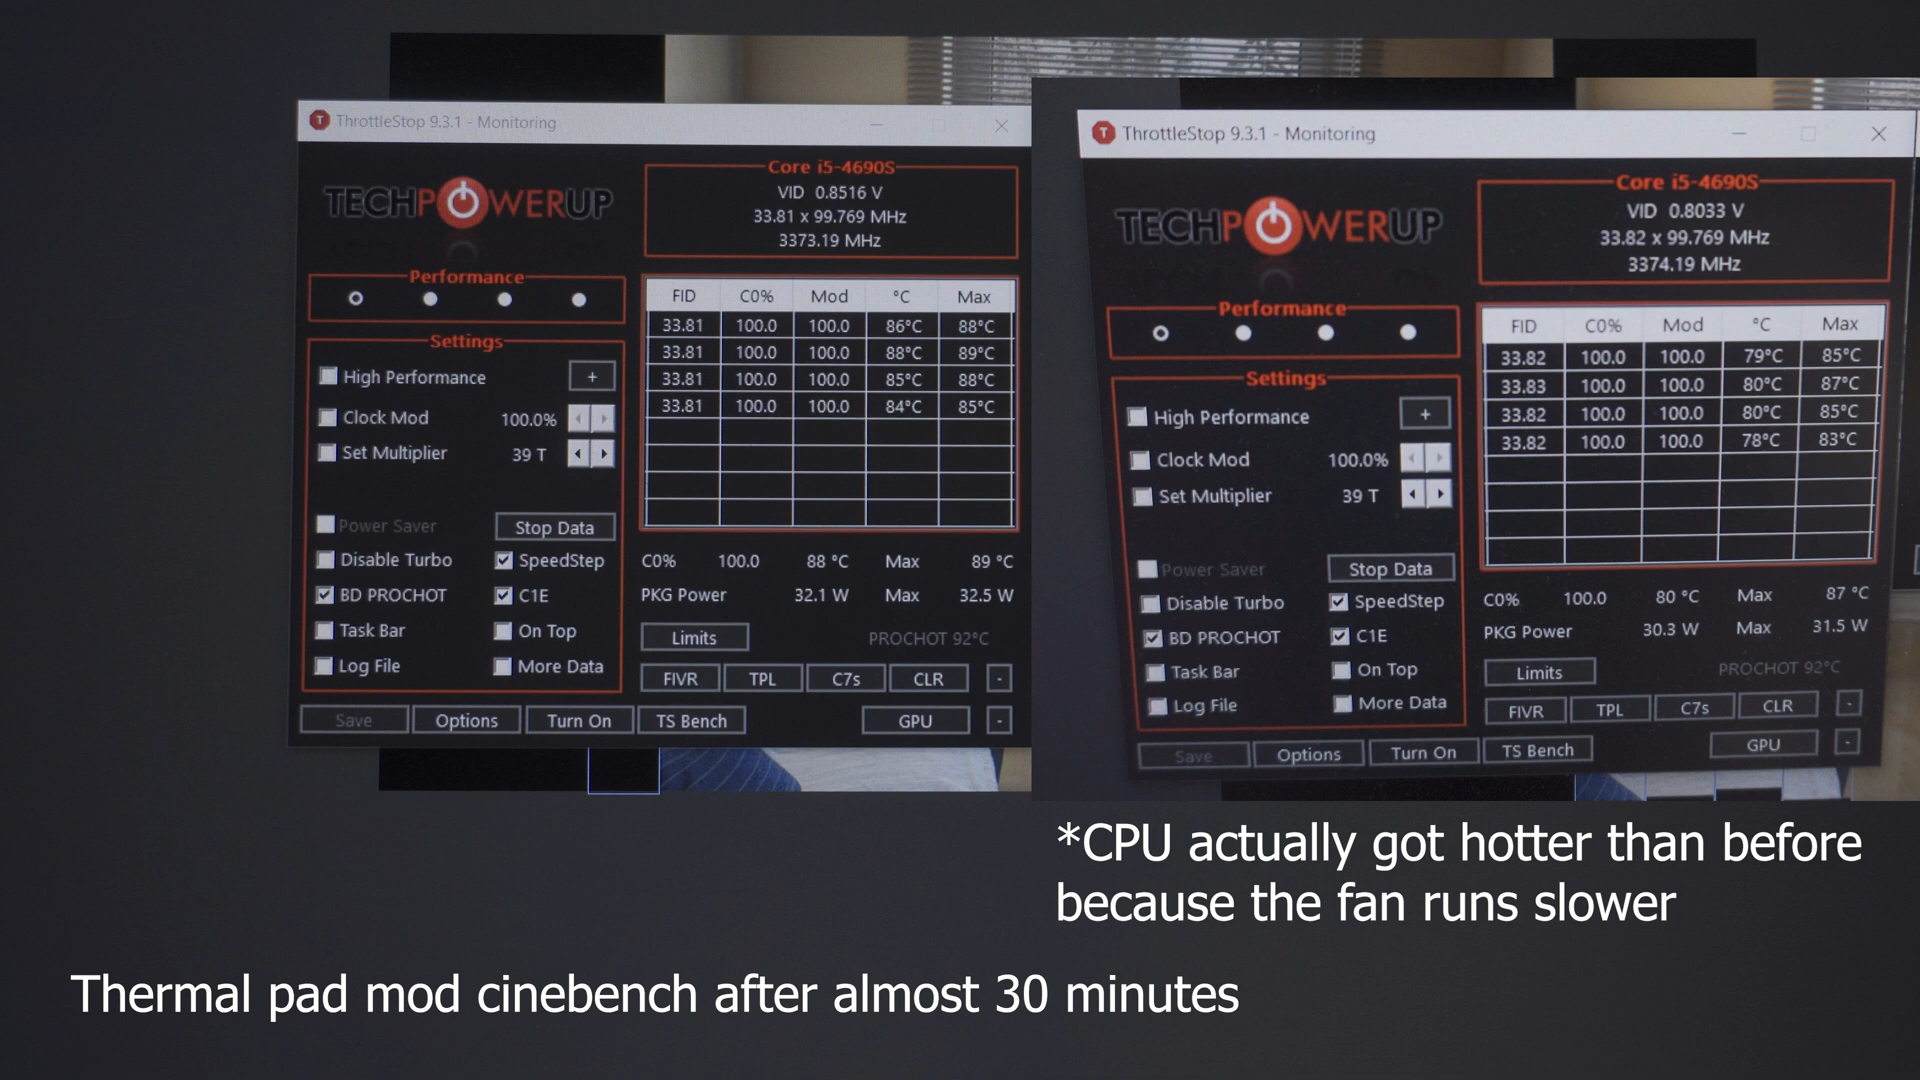 ThrottleStop 9.3.1 - Monitoring
TECHPOWERUP
Core i5-4690S
VID 0.8516 V
33.81 x 99.769 MHz
3373.19 MHz
Performance
Settings
High Performance +
Clock Mod 100.0%
Set Multiplier 39 T
Power Saver Stop Data
Disable Turbo SpeedStep
BD PROCHOT C1E
Task Bar On Top
Log File More Data
FID C0% Mod °C Max
33.81 100.0 100.0 86°C 88°C
33.81 100.0 100.0 88°C 89°C
33.81 100.0 100.0 85°C 88°C
33.81 100.0 100.0 84°C 85°C
C0% 100.0 88 °C Max 89 °C
PKG Power 32.1 W Max 32.5 W
Limits PROCHOT 92°C
FIVR TPL C7s CLR -
Save Options Turn On TS Bench GPU -
ThrottleStop 9.3.1 - Monitoring
TECHPOWERUP
Core i5-4690S
VID 0.8033 V
33.82 x 99.769 MHz
3374.19 MHz
Performance
Settings
High Performance +
Clock Mod 100.0%
Set Multiplier 39 T
Power Saver Stop Data
Disable Turbo SpeedStep
BD PROCHOT C1E
Task Bar On Top
Log File More Data
FID C0% Mod °C Max
33.82 100.0 100.0 79°C 85°C
33.83 100.0 100.0 80°C 87°C
33.82 100.0 100.0 80°C 85°C
33.82 100.0 100.0 78°C 83°C
C0% 100.0 80 °C Max 87 °C
PKG Power 30.3 W Max 31.5 W
Limits PROCHOT 92°C
FIVR TPL C7s CLR -
Save Options Turn On TS Bench GPU -
*CPU actually got hotter than before
because the fan runs slower
Thermal pad mod cinebench after almost 30 minutes